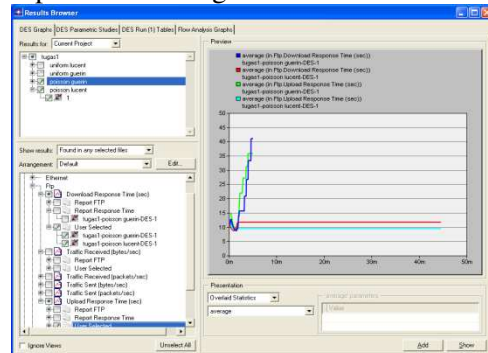 Results Browser
DES Graphs DES Parametric Studies DES Run (1) Tables Flow Analysis Graphs
Results for: Current Project
tugas1
uniform lucent
uniform guerin
poisson guerin
poisson lucent
1
Show results: Found in any selected files
Arrangement: Default Edit...
Ethernet
Ftp
Download Response Time (sec)
Report FTP
Report Response Time
tugas1-poisson guerin-DES-1
User Selected
tugas1-poisson guerin-DES-1
tugas1-poisson lucent-DES-1
Traffic Received (bytes/sec)
Report FTP
User Selected
Traffic Received (packets/sec)
Traffic Sent (bytes/sec)
Traffic Sent (packets/sec)
Upload Response Time (sec)
Report FTP
Report Response Time
User Selected
Ignore Views Unselect All
Preview
average (in Ftp.Download Response Time (sec))
tugas1-poisson guerin-DES-1
average (in Ftp.Download Response Time (sec))
tugas1-poisson lucent-DES-1
average (in Ftp.Upload Response Time (sec))
tugas1-poisson guerin-DES-1
average (in Ftp.Upload Response Time (sec))
tugas1-poisson lucent-DES-1
50
45
40
35
30
25
20
15
10
5
0
0m 10m 20m 30m 40m 50m
Presentation
Overlaid Statistics
average
average parameters
Value
Add Show